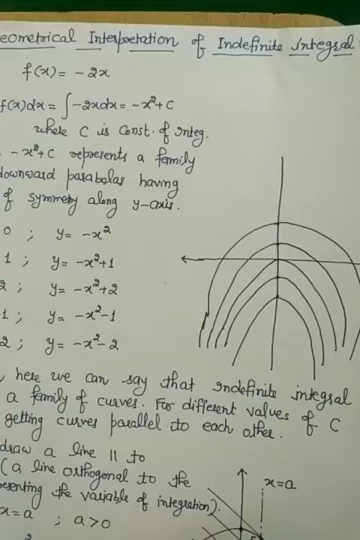 eometrical Interpretation of Indefinite Integral
f(x) = -2x
f(x)dx = ∫-2xdx = -x²+C
where C is Const. of Integ.
-x²+C represents a family
downward parabolas having
of symmetry along y-axis.
0 ; y = -x²
1 ; y = -x²+1
2 ; y = -x²+2
1 ; y = -x²-1
2 ; y = -x²-2
here we can say that indefinite integral
a family of curves. For different values of C
getting curves parallel to each other.
draw a line || to
(a line orthogonal to the
esenting the variable of integration).
x=a ; a>0
x=a